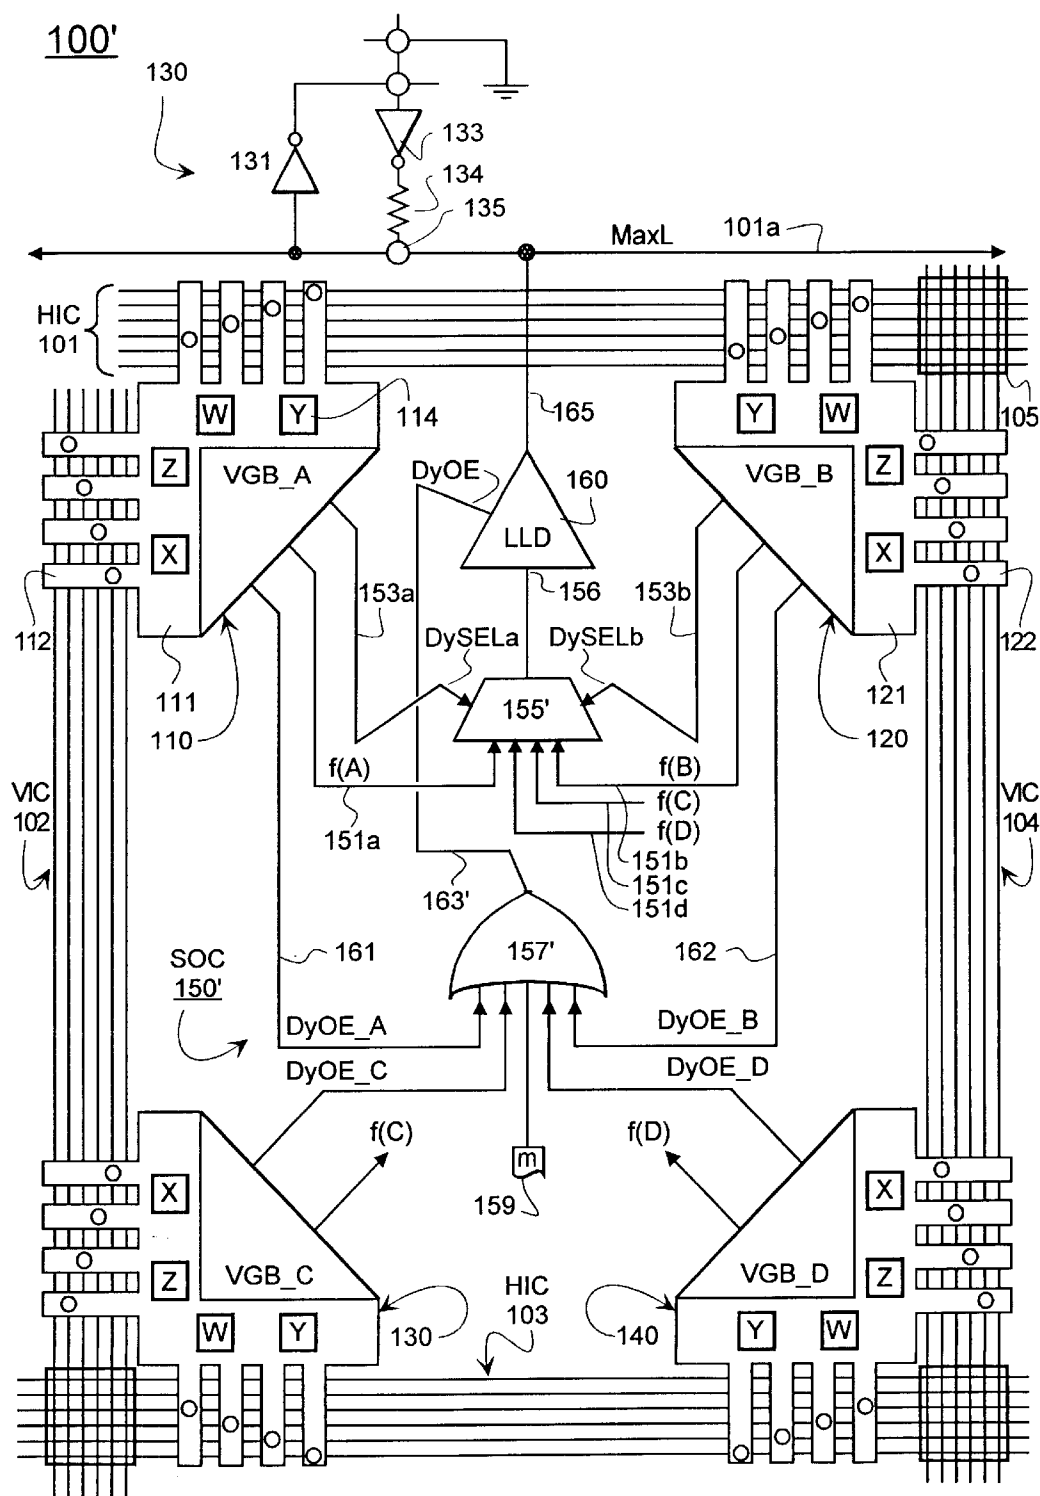 100'
130
131
133
134
135
MaxL
101a
HIC
101
W
Y
114
165
Y
W
105
Z
VGB_A
DyOE
160
VGB_B
Z
X
LLD
X
112
153a
156
153b
122
DySELa
DySELb
111
155'
121
110
120
f(A)
f(B)
VIC
102
f(C)
VIC
104
151a
f(D)
151b
163'
151c
151d
SOC
150'
161
157'
162
DyOE_A
DyOE_B
DyOE_C
DyOE_D
f(C)
f(D)
m
X
159
X
Z
VGB_C
HIC
103
VGB_D
Z
W
Y
130
140
Y
W